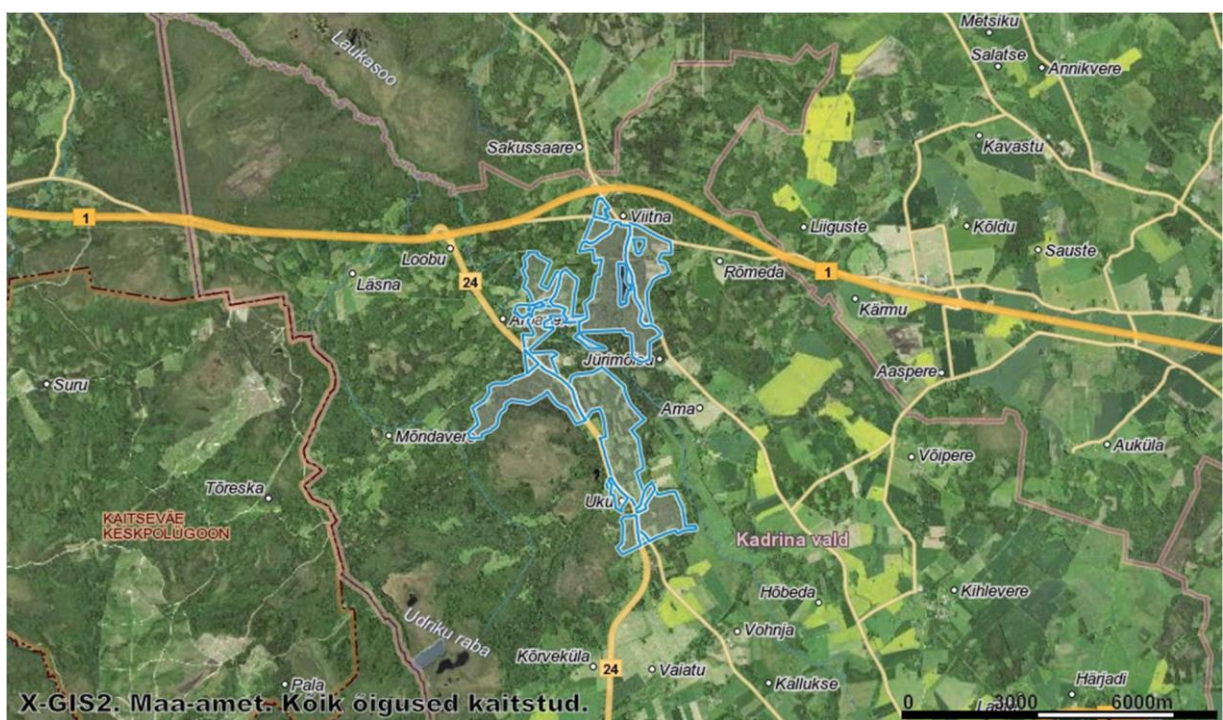 Metsiku
Laukasoo
Salatse
Annikvere
Sakussaare
Kavastu
1
Viitna
Liiguste
Kõldu
Loobu
Sauste
Läsna
24
Rõmeda
1
Kärmu
Suru
Aaspere
Ama
Mõndavere
Auküla
Võipere
Tõreska
Uku
KAITSEVÄE
KESKPOLÜGOON
Kadrina vald
Hõbeda
Kihlevere
Udriku raba
Vohnja
Kõrveküla
24
Vaiatu
Pala
Kallukse
Härjadi
X-GIS2. Maa-amet. Kõik õigused kaitstud.
0 3000 6000m